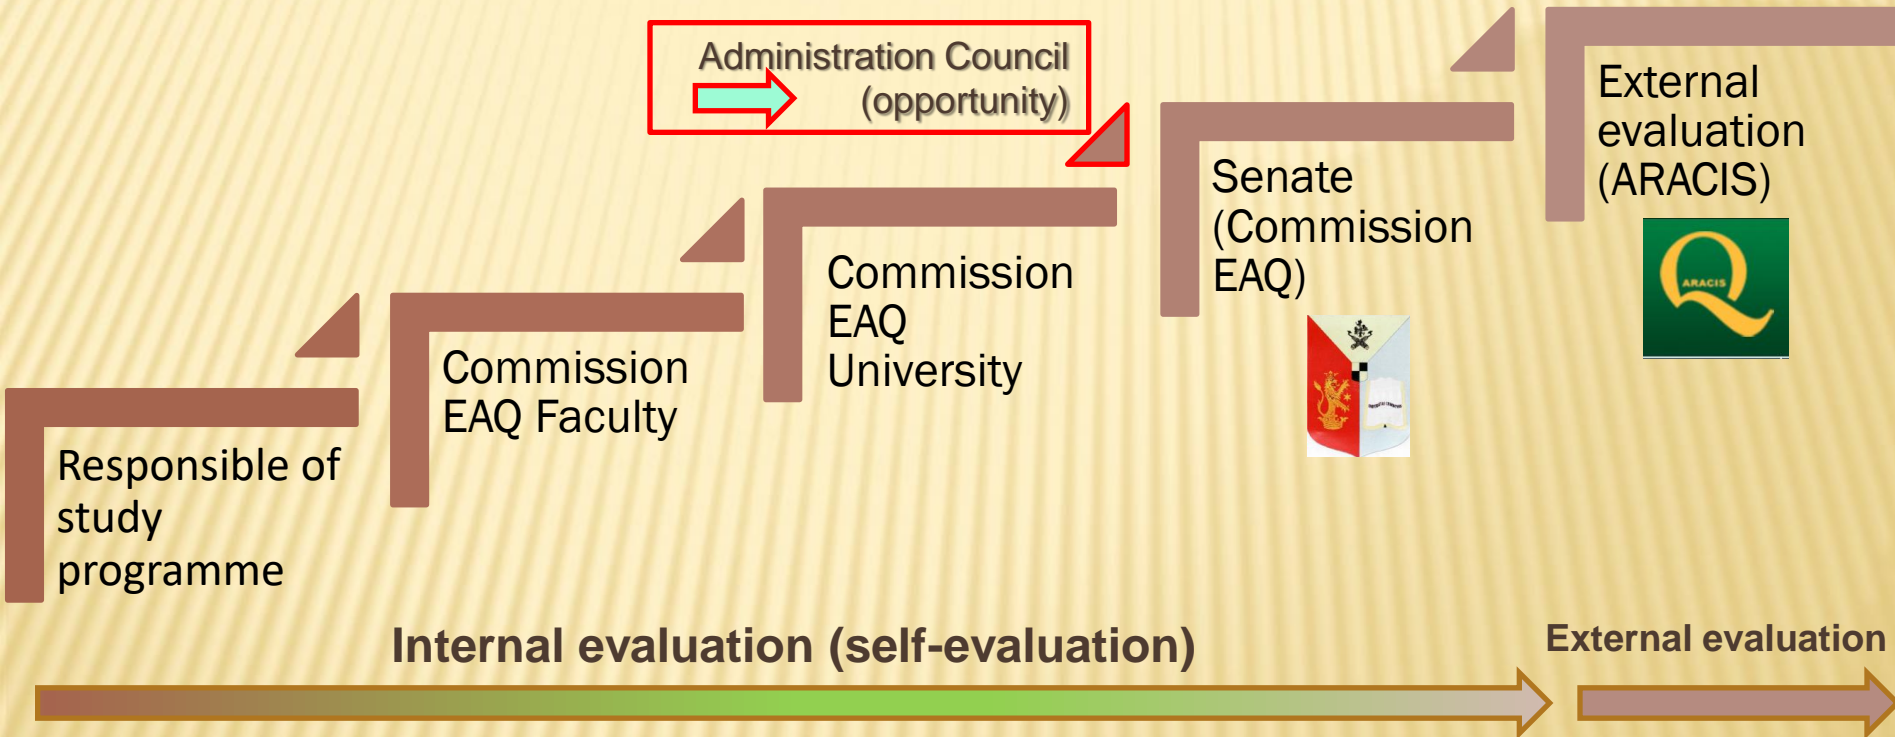 Administration Council
(opportunity)
External
evaluation
(ARACIS)
ARACIS
Senate
(Commission
EAQ)
Commission
EAQ
University
Commission
EAQ Faculty
Responsible of
study
programme
Internal evaluation (self-evaluation)
External evaluation